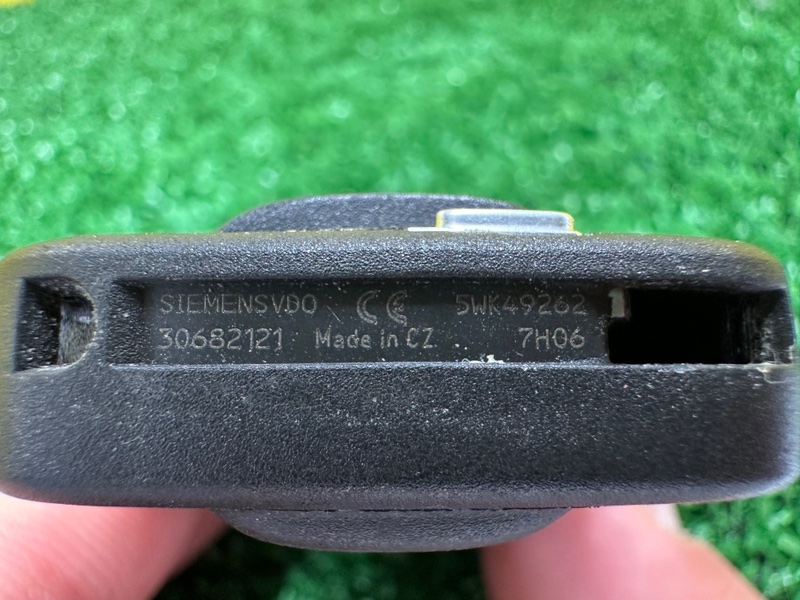 SIEMENSVDO CE 5WK49262
30682121 Made in CZ 7H06